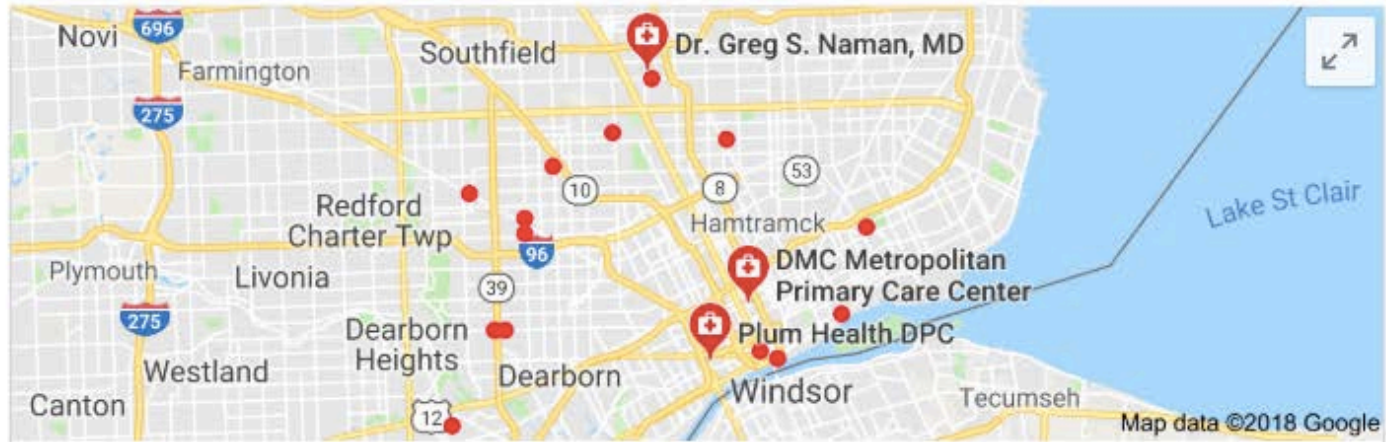 Novi
696
Southfield
Dr. Greg S. Naman, MD
Farmington
275
10
8
53
Redford
Charter Twp
Hamtramck
Lake St Clair
96
Plymouth
Livonia
39
DMC Metropolitan
Primary Care Center
275
Dearborn
Heights
Plum Health DPC
Westland
Dearborn
Windsor
Canton
12
Tecumseh
Map data ©2018 Google